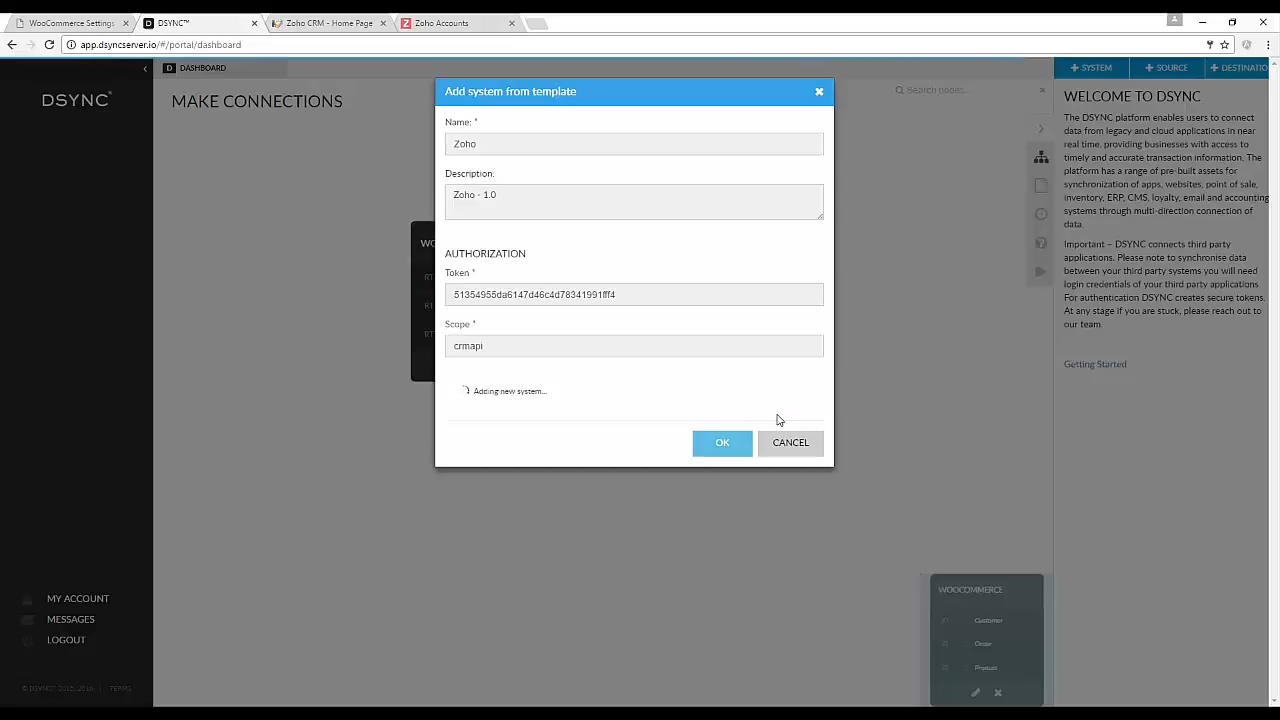 WooCommerce Settings
DSYNC™
Zoho CRM - Home Page
Zoho Accounts
app.dsyncserver.io/#/portal/dashboard
DSYNC
DASHBOARD
MAKE CONNECTIONS
Search nodes...
SYSTEM
SOURCE
DESTINATIO
Add system from template
Name: *
Zoho
Description:
Zoho - 1.0
AUTHORIZATION
Token *
51354955da6147d46c4d78341991fff4
Scope *
crmapi
Adding new system...
OK
CANCEL
WELCOME TO DSYNC
The DSYNC platform enables users to connect
data from legacy and cloud applications in near
real time, providing businesses with access to
timely and accurate transaction information. The
platform has a range of pre-built assets for
synchronization of apps, websites, point of sale,
inventory, ERP, CMS, loyalty, email and accounting
systems through multi-direction connection of
data.
Important – DSYNC connects third party
applications. Please note to synchronise data
between your third party systems you will need
login credentials of your third party applications
For authentication DSYNC creates secure tokens.
At any stage if you are stuck, please reach out to
our team.
Getting Started
WO
WOOCOMMERCE
Customer
Order
Product
MY ACCOUNT
MESSAGES
LOGOUT
TERMS